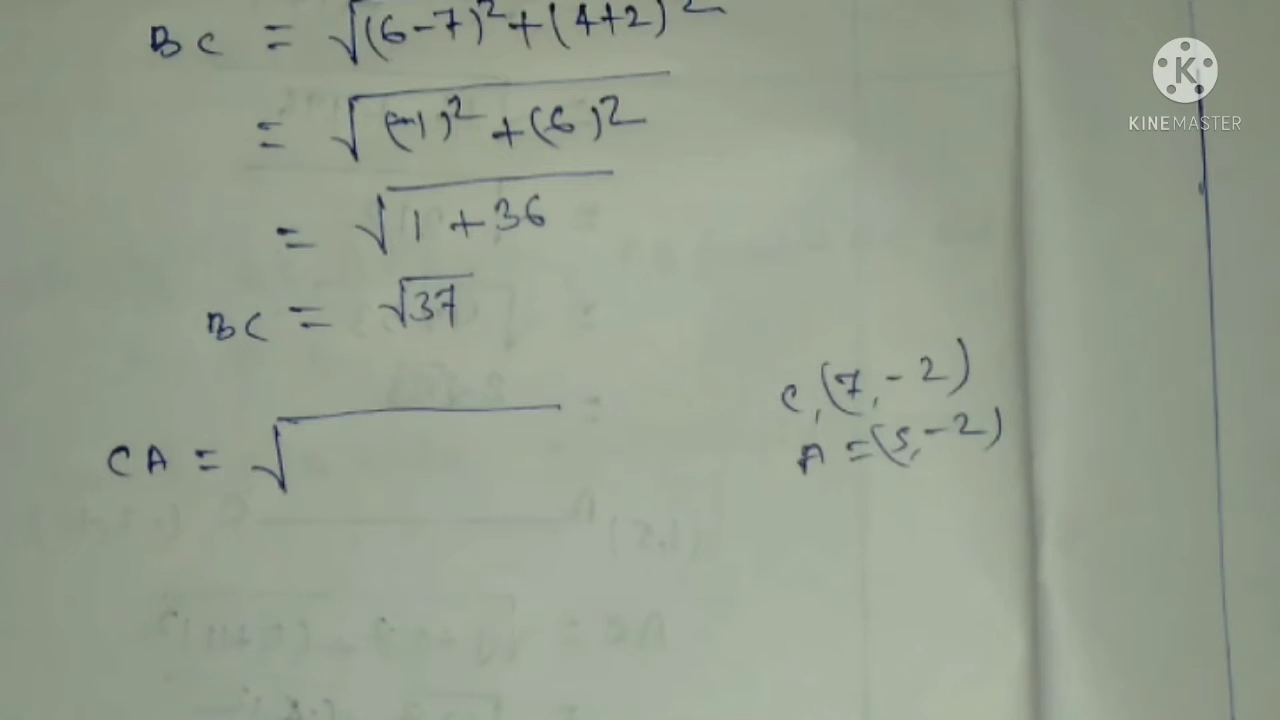 BC = √(6-7)²+(4+2)²
= √(-1)²+(6)²
= √1+36
BC = √37
C,(7,-2)
A=(5,-2)
CA = √
K
KINEMASTER